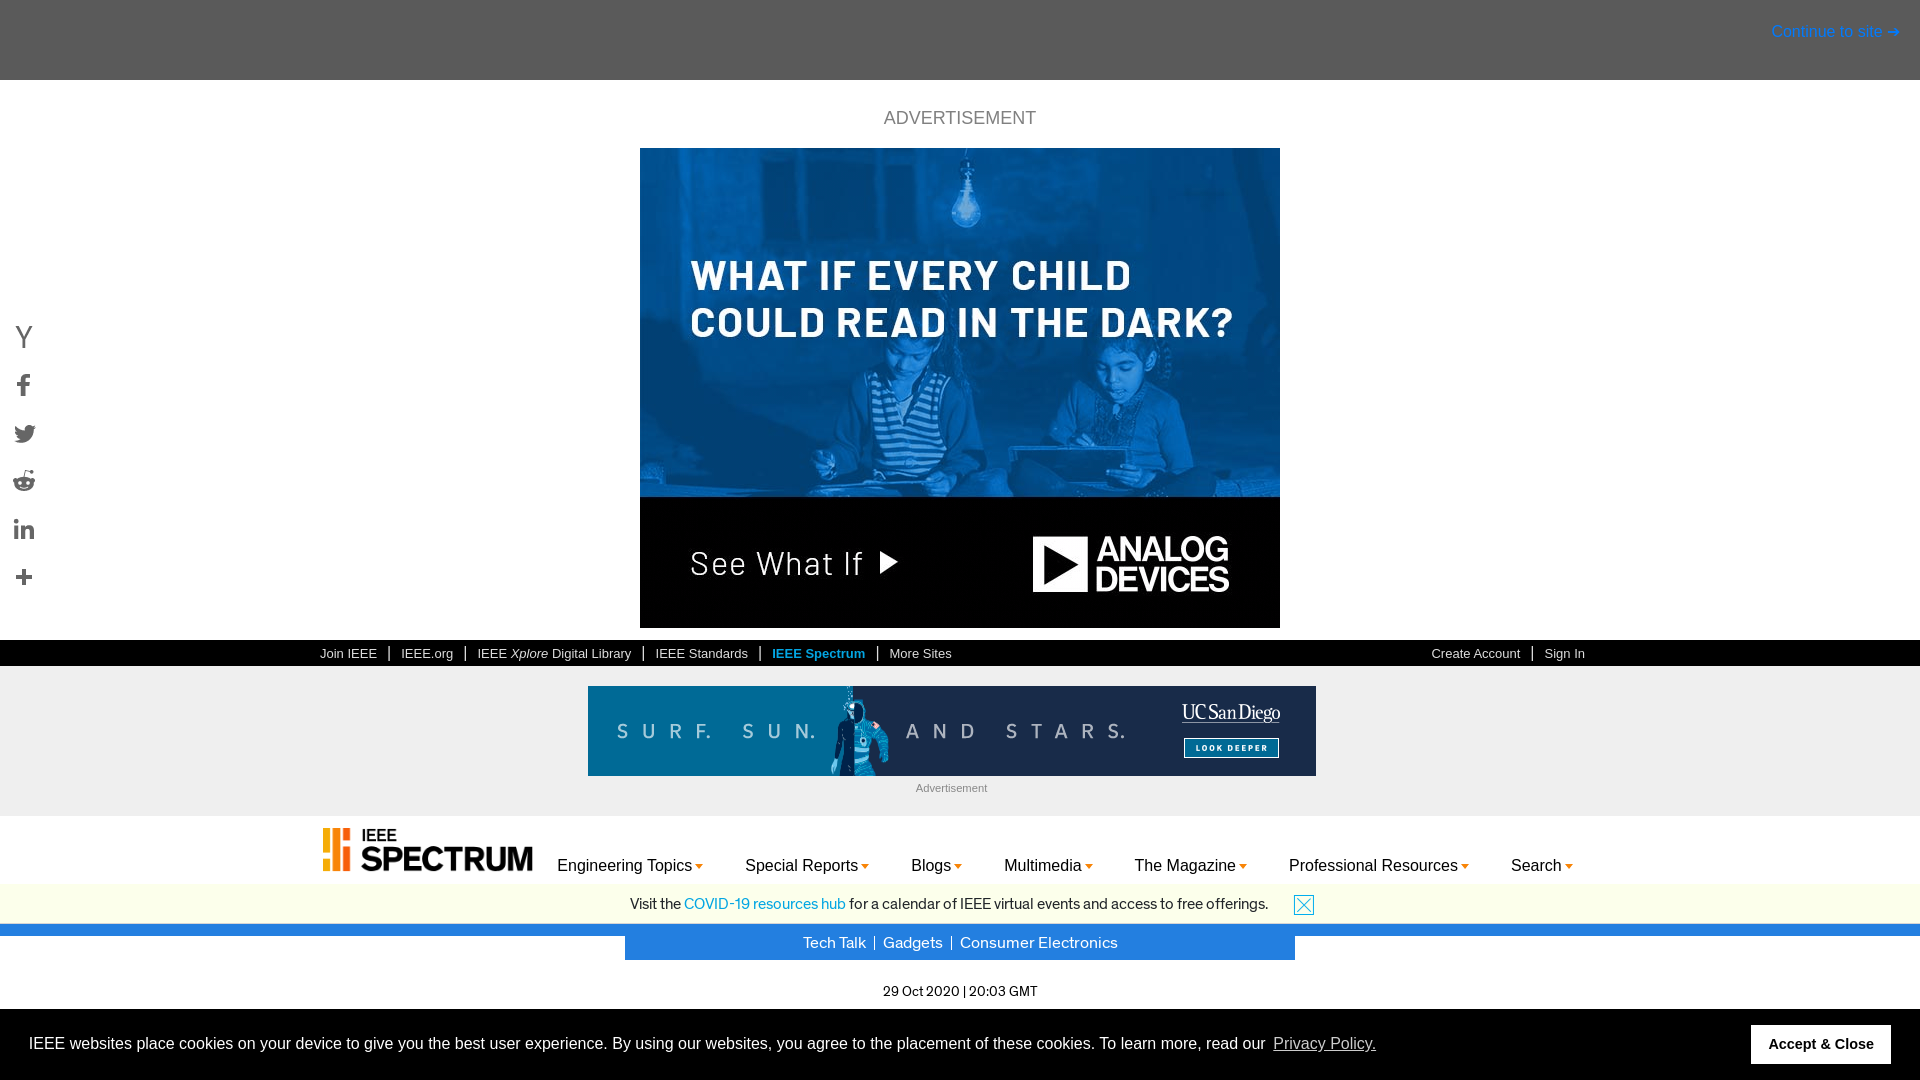 Continue to site ➔
ADVERTISEMENT
WHAT IF EVERY CHILD
COULD READ IN THE DARK?
See What If
ANALOG
DEVICES
Join IEEE | IEEE.org | IEEE Xplore Digital Library | IEEE Standards | IEEE Spectrum | More Sites
Create Account | Sign In
SURF. SUN. AND STARS.
UC San Diego
LOOK DEEPER
Advertisement
IEEE
SPECTRUM
Engineering Topics Special Reports Blogs Multimedia The Magazine Professional Resources Search
Visit the COVID-19 resources hub for a calendar of IEEE virtual events and access to free offerings.
Tech Talk | Gadgets | Consumer Electronics
29 Oct 2020 | 20:03 GMT
IEEE websites place cookies on your device to give you the best user experience. By using our websites, you agree to the placement of these cookies. To learn more, read our Privacy Policy.
Accept & Close